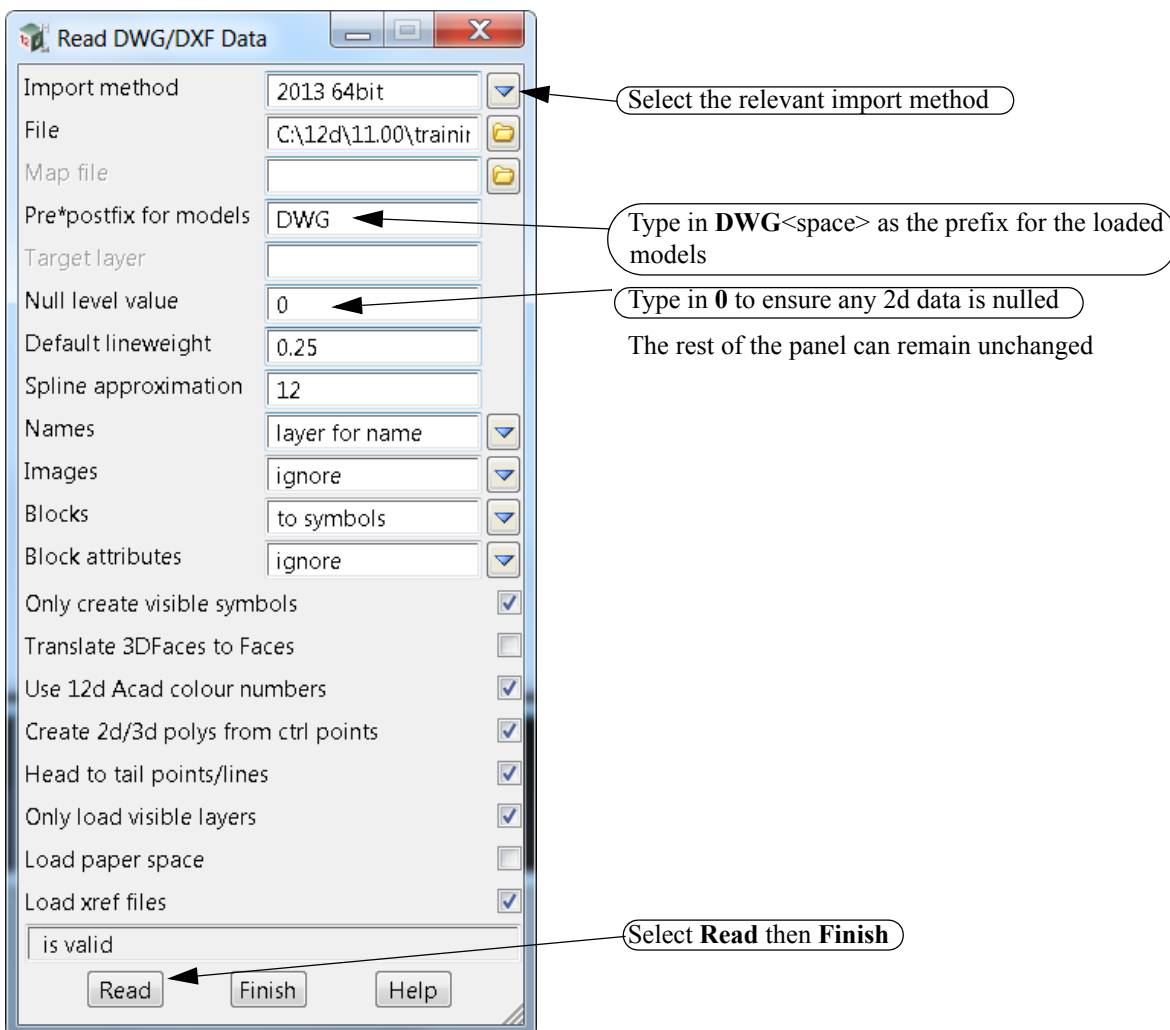 Read DWG/DXF Data
Import method
2013 64bit
Select the relevant import method
File
C:\12d\11.00\trainir
Map file
Pre*postfix for models
DWG
Type in DWG<space> as the prefix for the loaded
models
Target layer
Null level value
0
Type in 0 to ensure any 2d data is nulled
Default lineweight
0.25
The rest of the panel can remain unchanged
Spline approximation
12
Names
layer for name
Images
ignore
Blocks
to symbols
Block attributes
ignore
Only create visible symbols
Translate 3DFaces to Faces
Use 12d Acad colour numbers
Create 2d/3d polys from ctrl points
Head to tail points/lines
Only load visible layers
Load paper space
Load xref files
is valid
Select Read then Finish
Read
Finish
Help